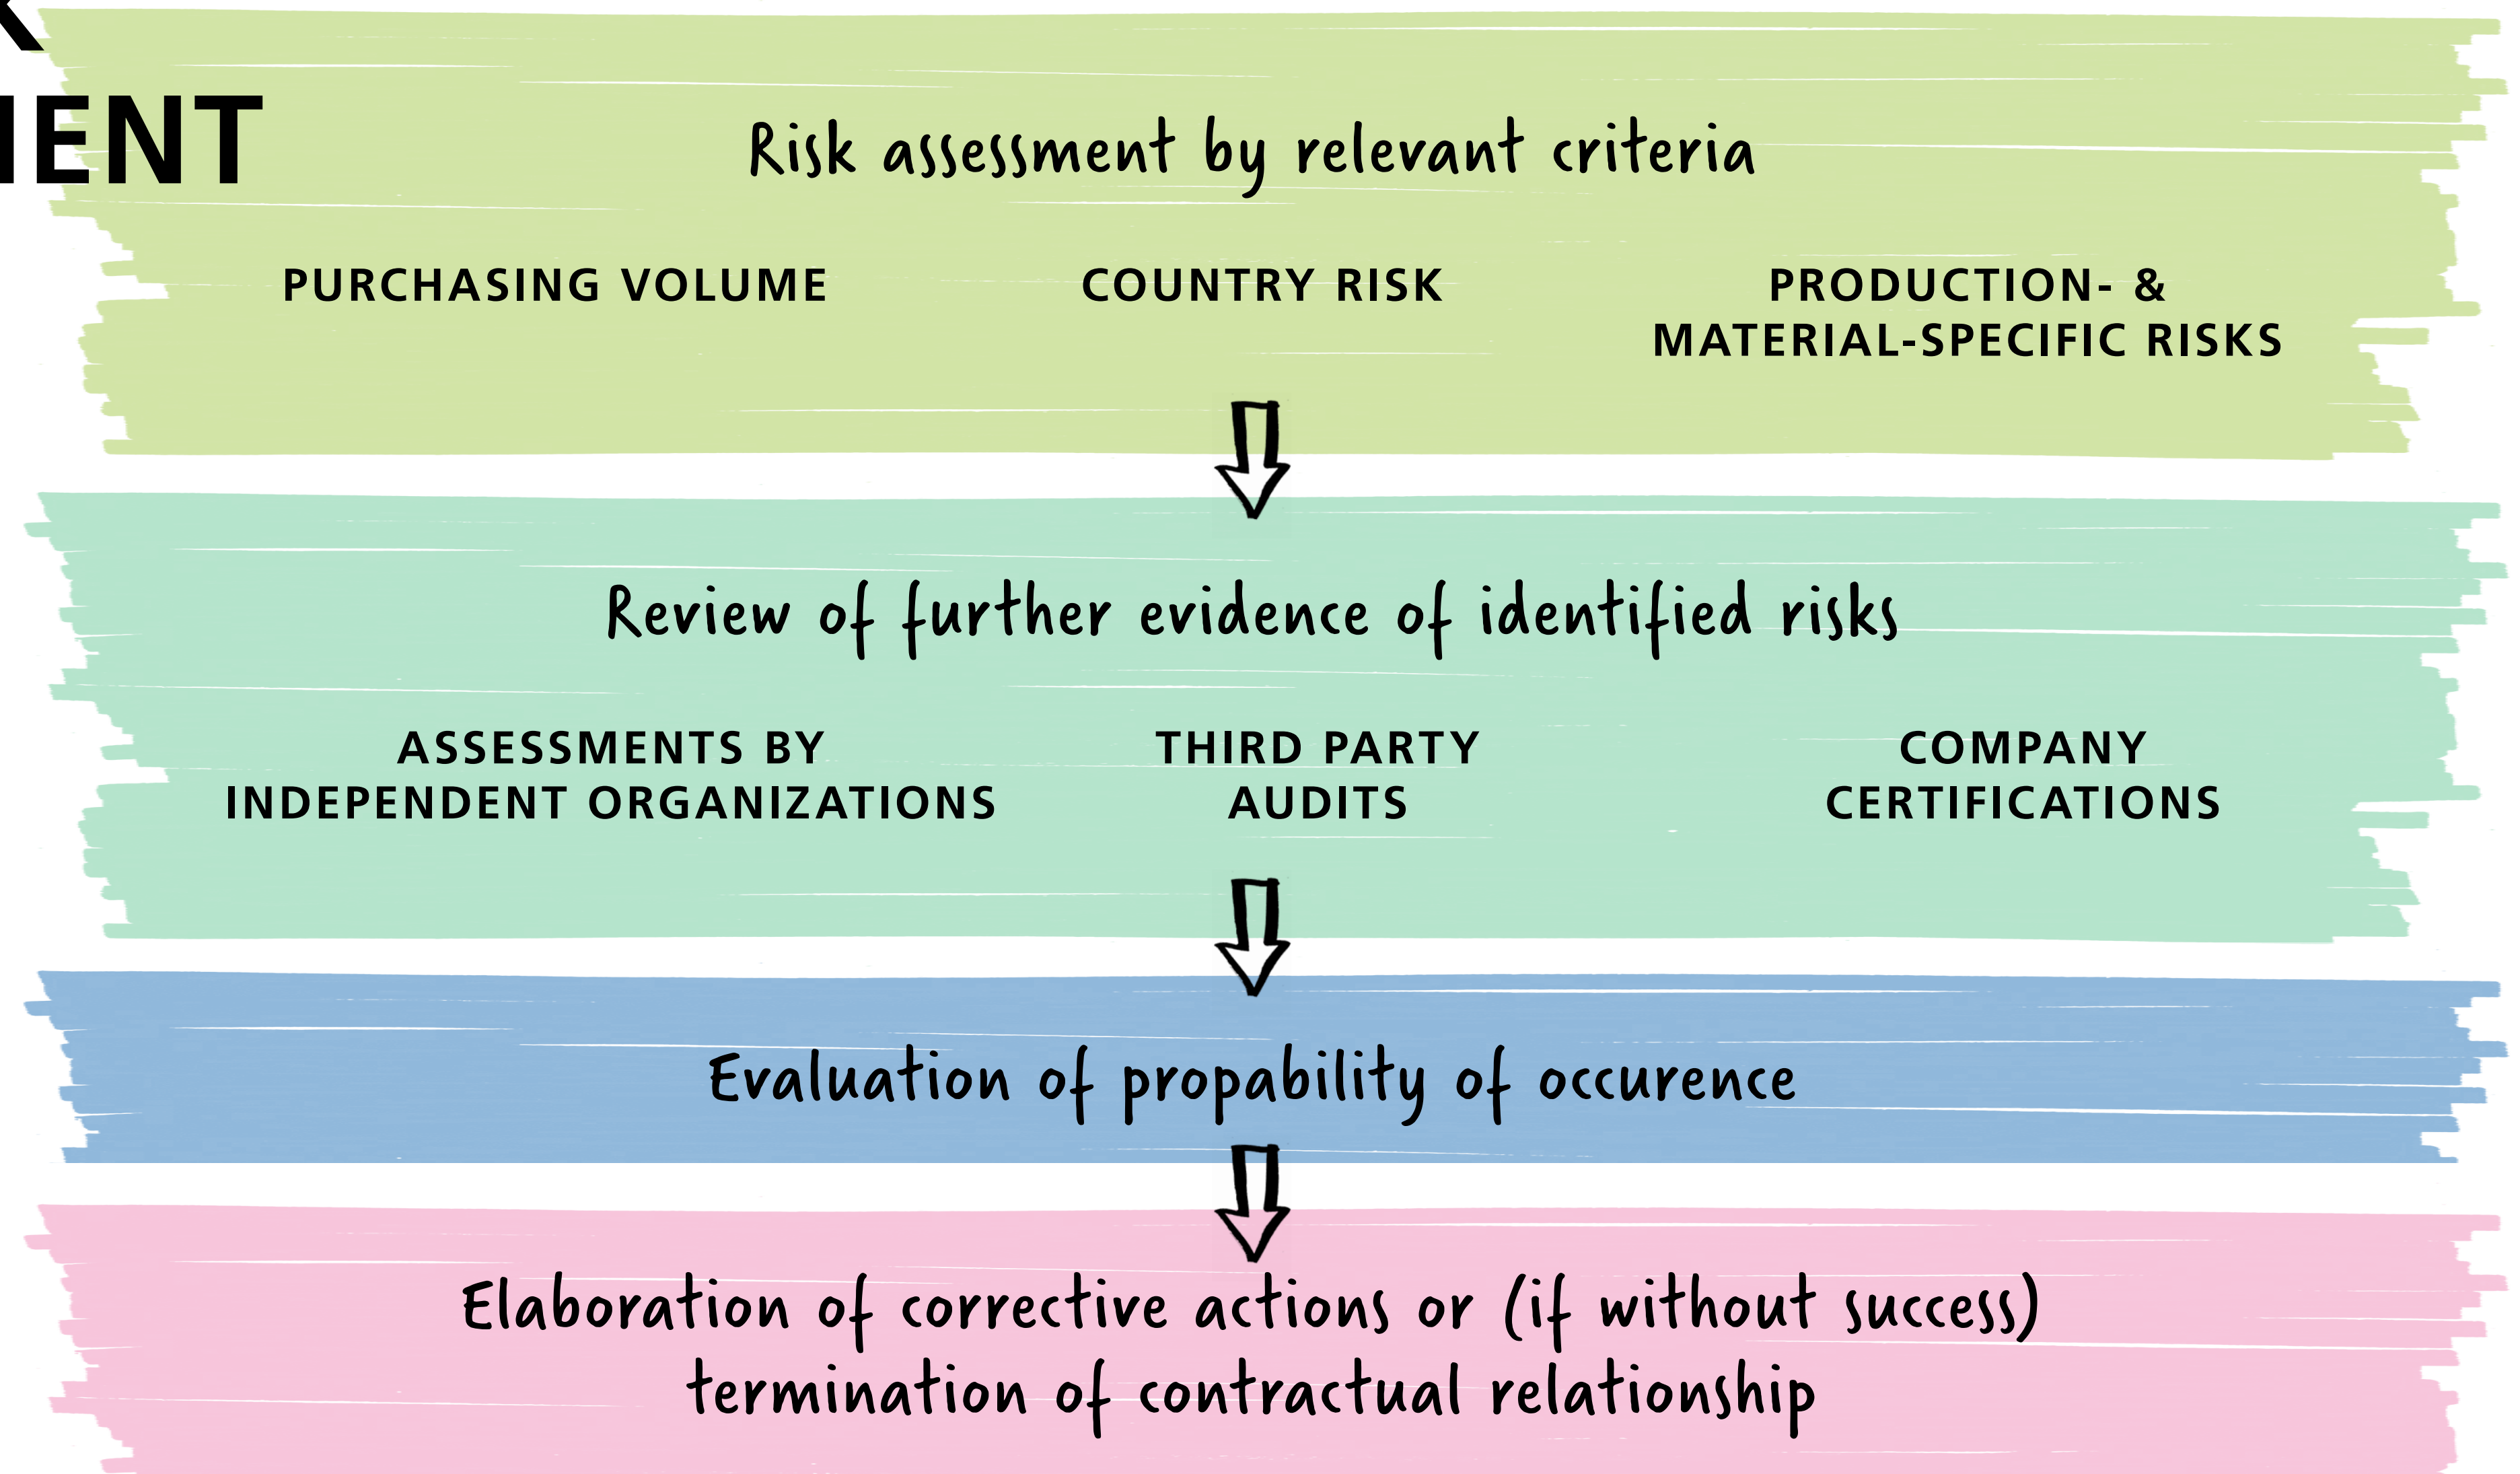 Risk assessment by relevant criteria
PURCHASING VOLUME
COUNTRY RISK
PRODUCTION- &
MATERIAL-SPECIFIC RISKS
Review of further evidence of identified risks
ASSESSMENTS BY
INDEPENDENT ORGANIZATIONS
THIRD PARTY
AUDITS
COMPANY
CERTIFICATIONS
Evaluation of propability of occurence
Elaboration of corrective actions or (if without success)
termination of contractual relationship